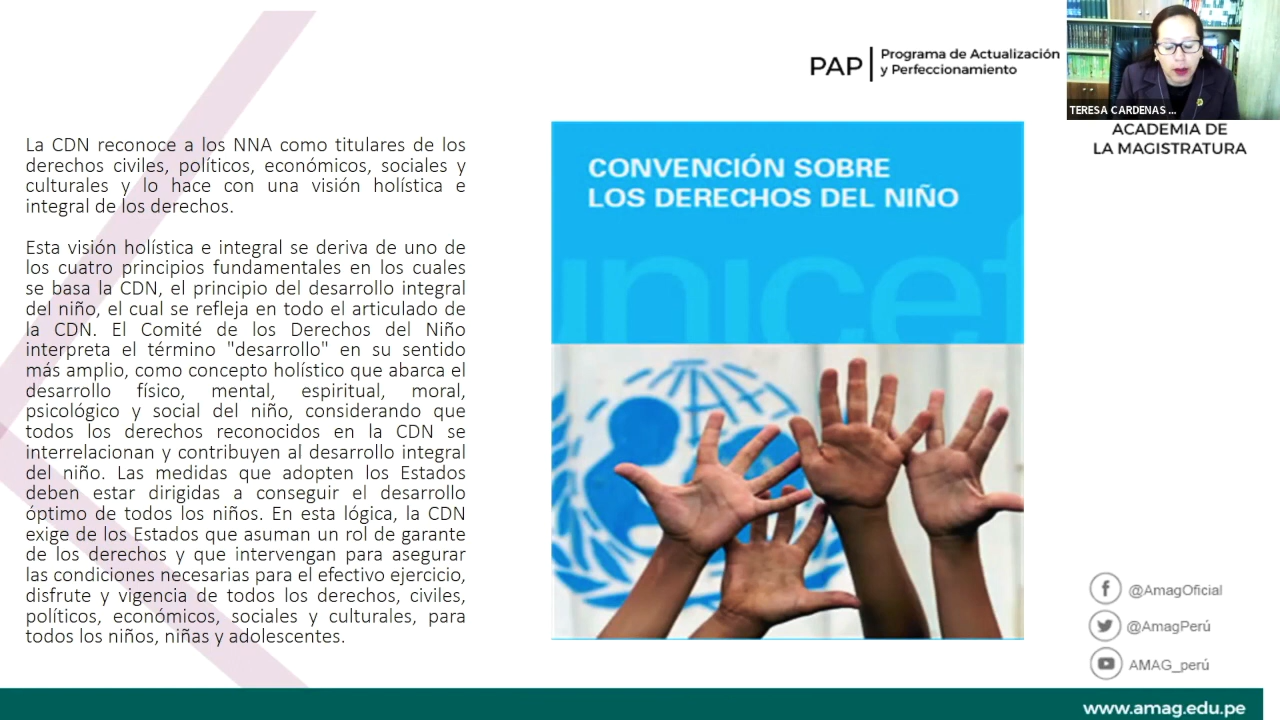 PAP Programa de Actualización
y Perfeccionamiento
TERESA CARDENAS ...
ACADEMIA DE
LA MAGISTRATURA
La CDN reconoce a los NNA como titulares de los
derechos civiles, políticos, económicos, sociales y
culturales y lo hace con una visión holística e
integral de los derechos.
Esta visión holística e integral se deriva de uno de
los cuatro principios fundamentales en los cuales
se basa la CDN, el principio del desarrollo integral
del niño, el cual se refleja en todo el articulado de
la CDN. El Comité de los Derechos del Niño
interpreta el término "desarrollo" en su sentido
más amplio, como concepto holístico que abarca el
desarrollo físico, mental, espiritual, moral,
psicológico y social del niño, considerando que
todos los derechos reconocidos en la CDN se
interrelacionan y contribuyen al desarrollo integral
del niño. Las medidas que adopten los Estados
deben estar dirigidas a conseguir el desarrollo
óptimo de todos los niños. En esta lógica, la CDN
exige de los Estados que asuman un rol de garante
de los derechos y que intervengan para asegurar
las condiciones necesarias para el efectivo ejercicio,
disfrute y vigencia de todos los derechos, civiles,
políticos, económicos, sociales y culturales, para
todos los niños, niñas y adolescentes.
CONVENCIÓN SOBRE
LOS DERECHOS DEL NIÑO
unicef
@AmagOficial
@AmagPerú
AMAG_perú
www.amag.edu.pe